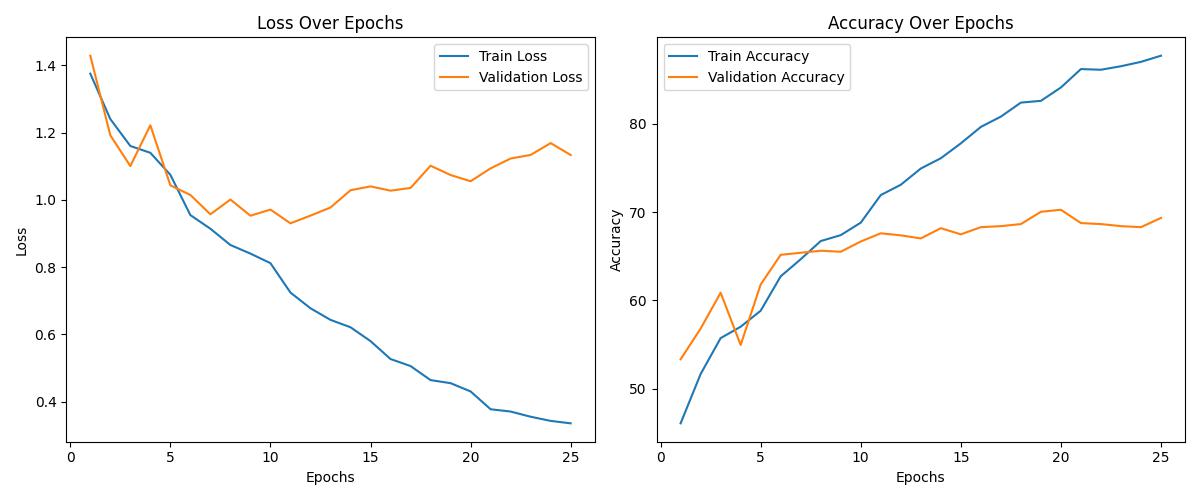 Loss Over Epochs
Train Loss
Validation Loss
Loss
1.4
1.2
1.0
0.8
0.6
0.4
0 5 10 15 20 25
Epochs
Accuracy Over Epochs
Train Accuracy
Validation Accuracy
Accuracy
80
70
60
50
0 5 10 15 20 25
Epochs